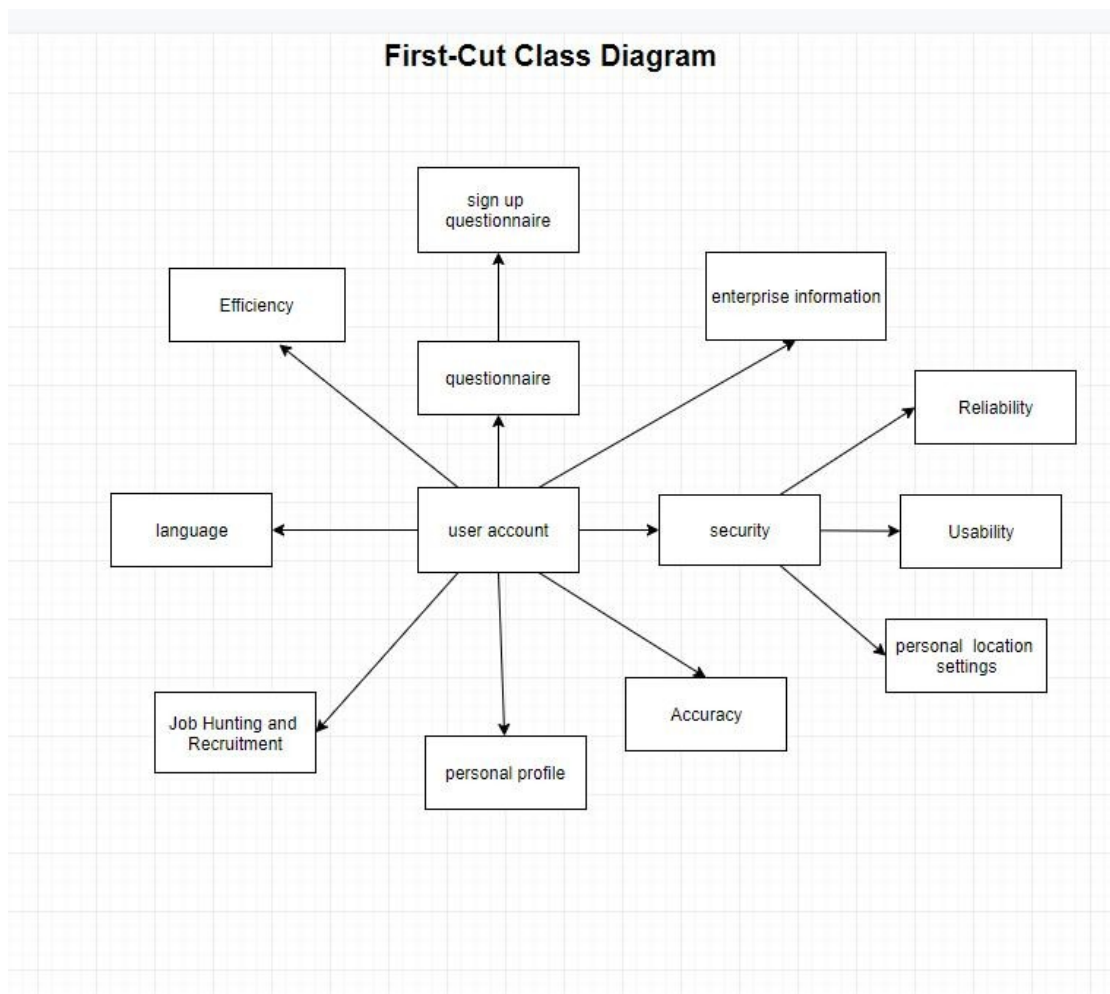 First-Cut Class Diagram
sign up
questionnaire
Efficiency
enterprise information
questionnaire
Reliability
language
user account
security
Usability
personal location
settings
Job Hunting and
Recruitment
Accuracy
personal profile